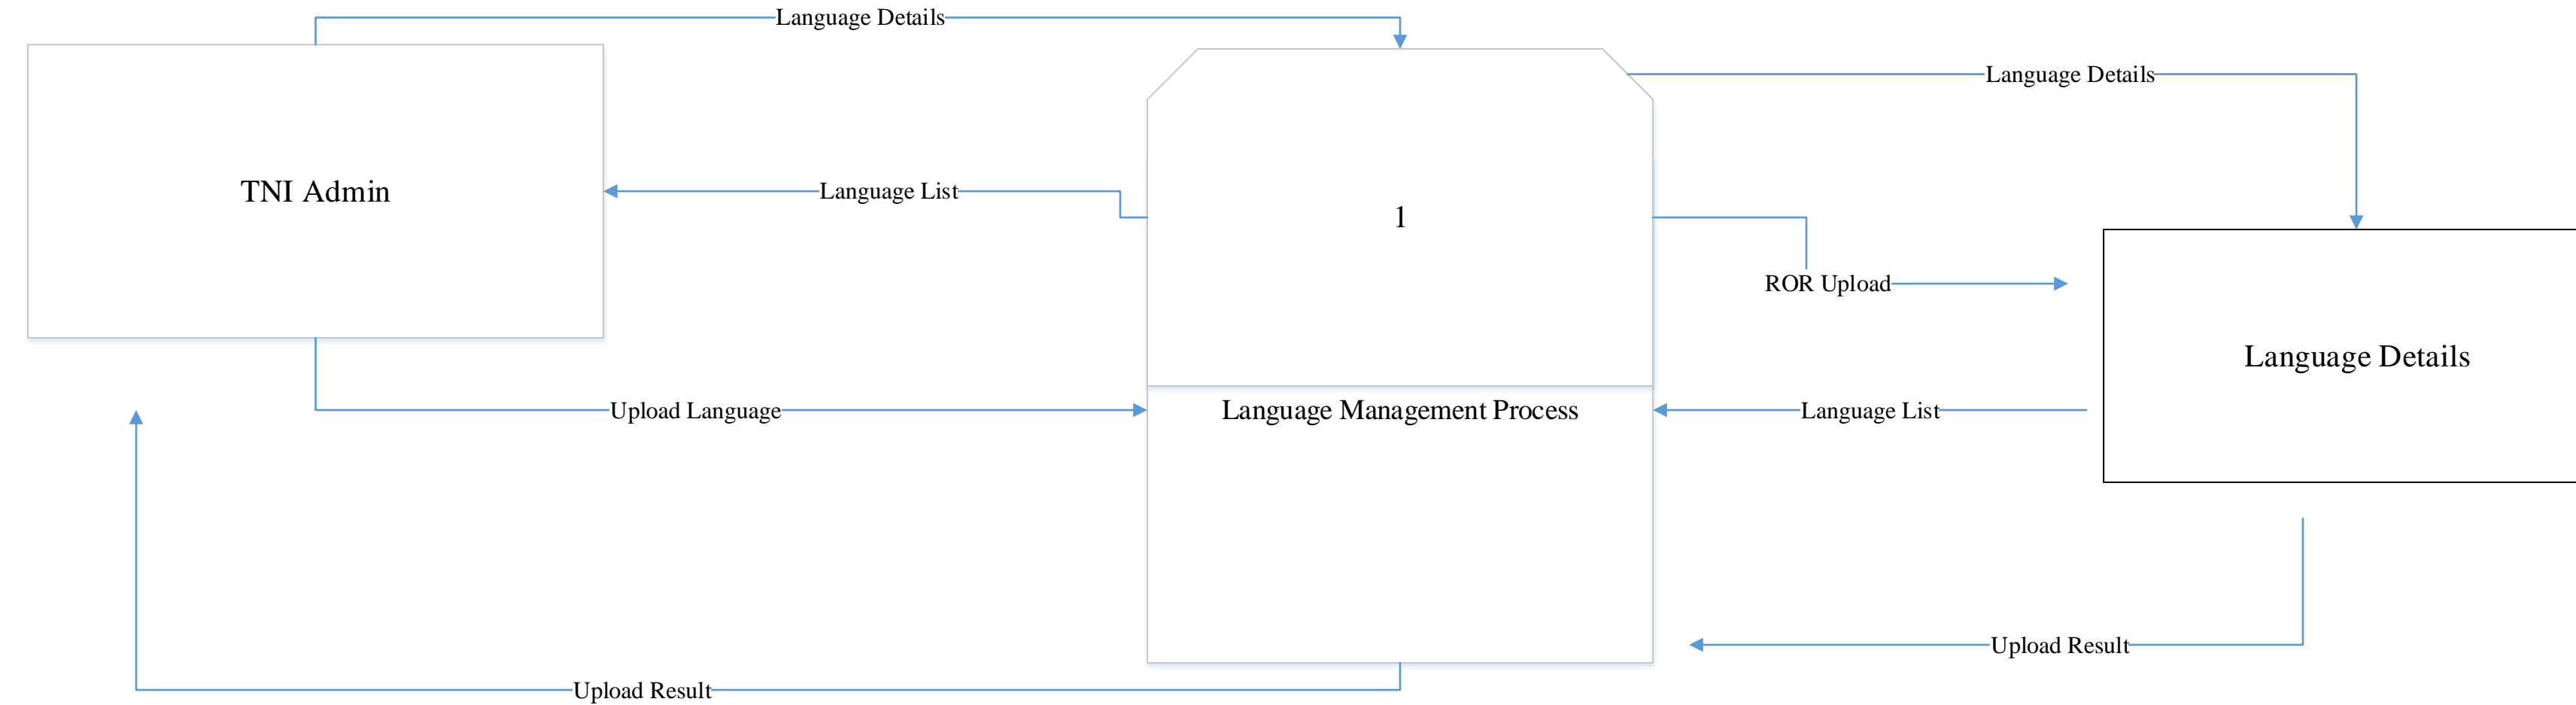 Language Details
Language Details
TNI Admin
Language List
1
ROR Upload
Language Details
Upload Language
Language Management Process
Language List
Upload Result
Upload Result